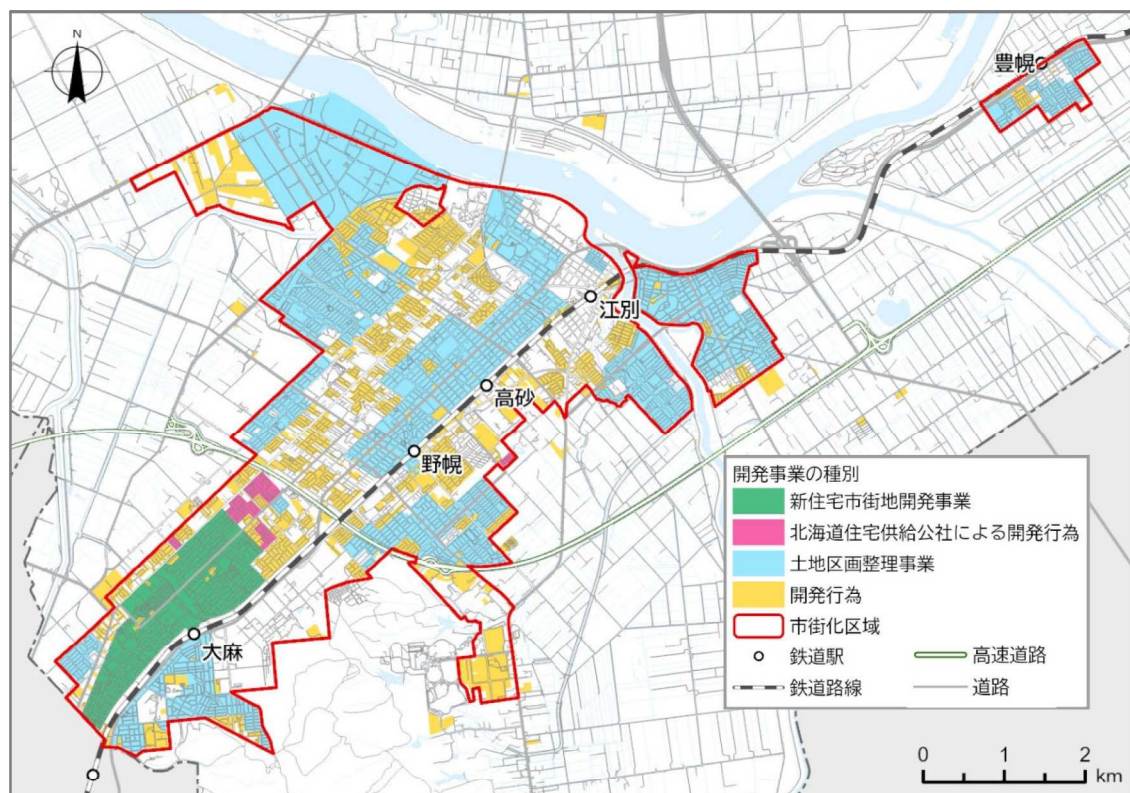 N
豊幌
江別
高砂
野幌
大麻
開発事業の種別
新住宅市街地開発事業
北海道住宅供給公社による開発行為
土地区画整理事業
開発行為
市街化区域
鉄道駅
高速道路
鉄道路線
道路
0 1 2
km